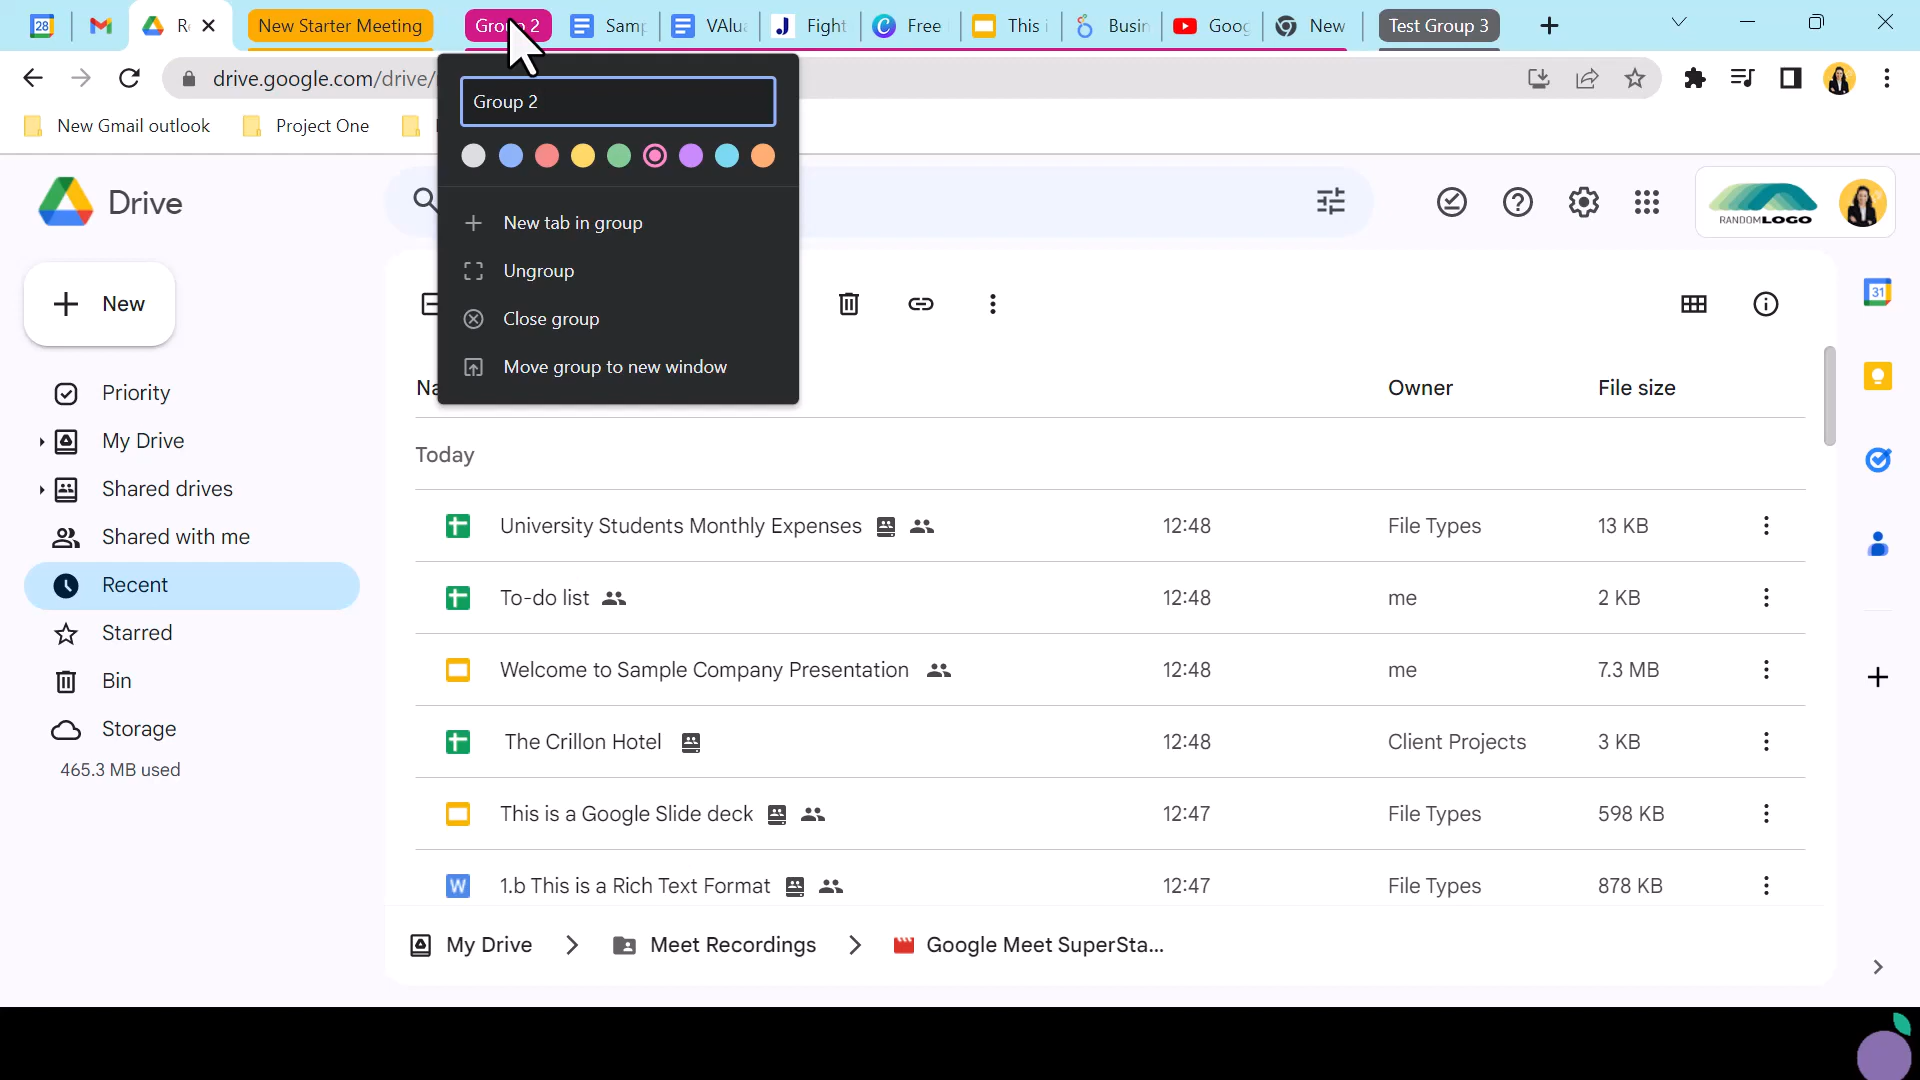 New Starter Meeting
Group 2
Samp
VAlua
Fight
Free
This i
Busin
Goog
New
Test Group 3
drive.google.com/drive/
New Gmail outlook
Project One
Group 2
New tab in group
Ungroup
Close group
Move group to new window
Drive
RANDOMLOGO
New
Priority
My Drive
Shared drives
Shared with me
Recent
Starred
Bin
Storage
465.3 MB used
Owner
File size
Today
University Students Monthly Expenses 12:48 File Types 13 KB
To-do list 12:48 me 2 KB
Welcome to Sample Company Presentation 12:48 me 7.3 MB
The Crillon Hotel 12:48 Client Projects 3 KB
This is a Google Slide deck 12:47 File Types 598 KB
1.b This is a Rich Text Format 12:47 File Types 878 KB
My Drive > Meet Recordings > Google Meet SuperSta...